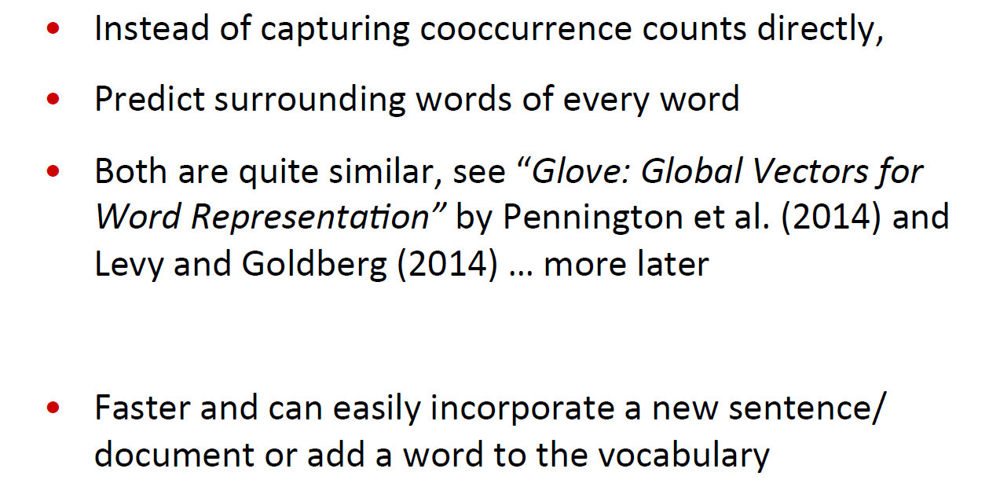 • Instead of capturing cooccurrence counts directly,
• Predict surrounding words of every word
• Both are quite similar, see “Glove: Global Vectors for
Word Representation” by Pennington et al. (2014) and
Levy and Goldberg (2014) … more later
• Faster and can easily incorporate a new sentence/
document or add a word to the vocabulary